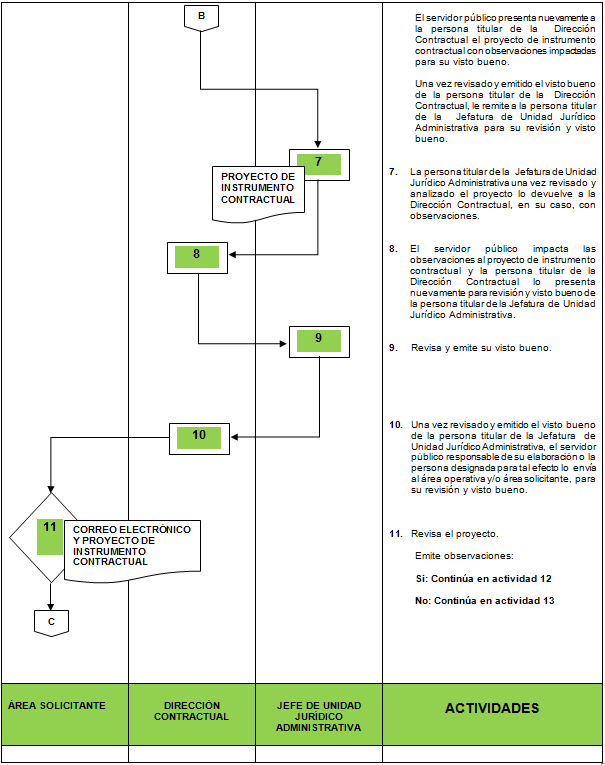 B
7
PROYECTO DE
INSTRUMENTO
CONTRACTUAL
8
9
10
11
CORREO ELECTRÓNICO
Y PROYECTO DE
INSTRUMENTO
CONTRACTUAL
C
El servidor público presenta nuevamente a
la persona titular de la Dirección
Contractual el proyecto de instrumento
contractual con observaciones impactadas
para su visto bueno.
Una vez revisado y emitido el visto bueno
de la persona titular de la Dirección
Contractual, le remite a la persona titular
de la Jefatura de Unidad Jurídico
Administrativa para su revisión y visto
bueno.
7. La persona titular de la Jefatura de Unidad
Jurídico Administrativa una vez revisado y
analizado el proyecto lo devuelve a la
Dirección Contractual, en su caso, con
observaciones.
8. El servidor público impacta las
observaciones al proyecto de instrumento
contractual y la persona titular de la
Dirección Contractual lo presenta
nuevamente para revisión y visto bueno de
la persona titular de la Jefatura de Unidad
Jurídico Administrativa.
9. Revisa y emite su visto bueno.
10. Una vez revisado y emitido el visto bueno
de la persona titular de la Jefatura de
Unidad Jurídico Administrativa, el servidor
público responsable de su elaboración o la
persona designada para tal efecto lo envía
al área operativa y/o área solicitante, para
su revisión y visto bueno.
11. Revisa el proyecto.
Emite observaciones:
Si: Continúa en actividad 12
No: Continúa en actividad 13
ÁREA SOLICITANTE
DIRECCIÓN
CONTRACTUAL
JEFE DE UNIDAD
JURÍDICO
ADMINISTRATIVA
ACTIVIDADES